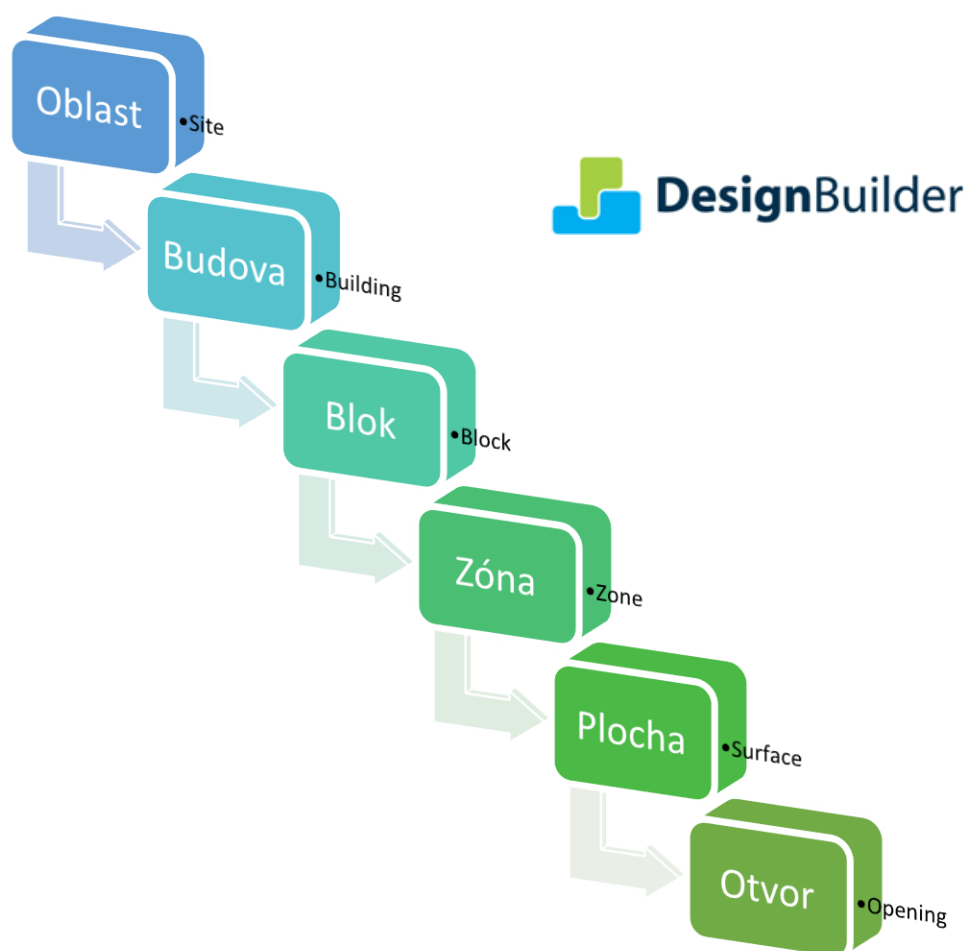 Oblast
•Site
DesignBuilder
Budova
•Building
Blok
•Block
Zóna
•Zone
Plocha
•Surface
Otvor
•Opening